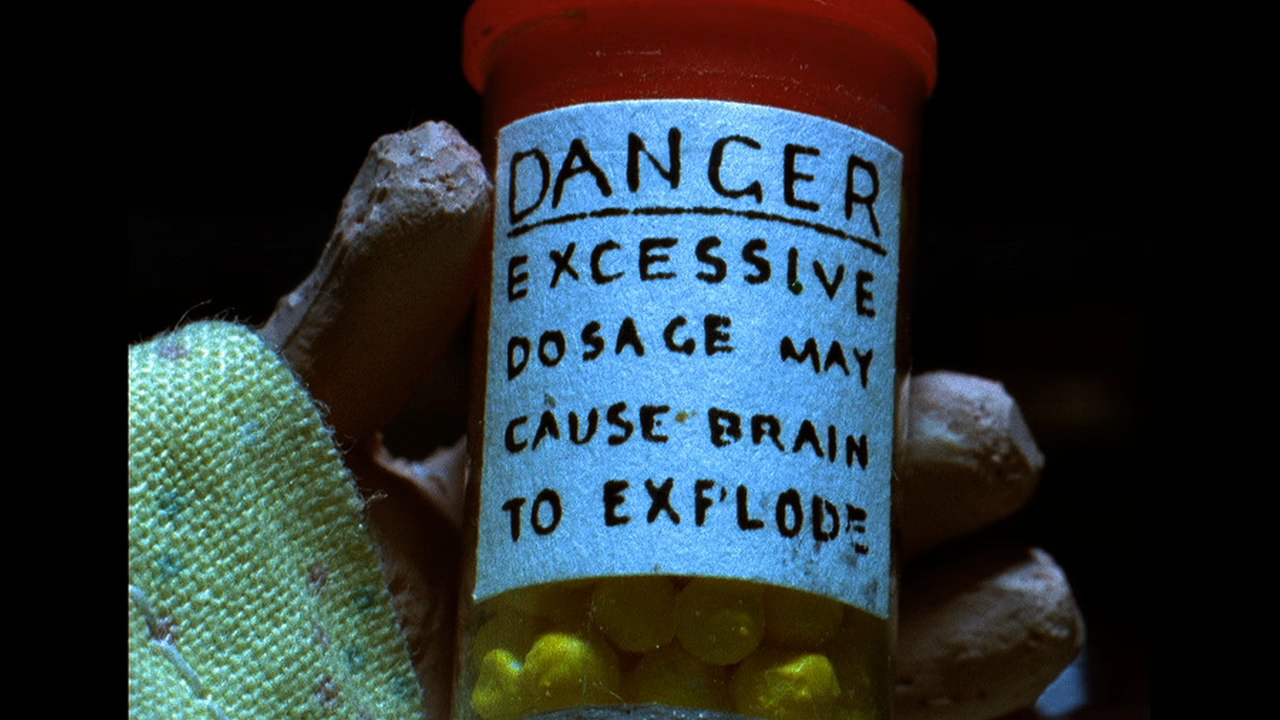 DANGER
EXCESSIVE
DOSAGE MAY
CAUSE BRAIN
TO EXPLODE